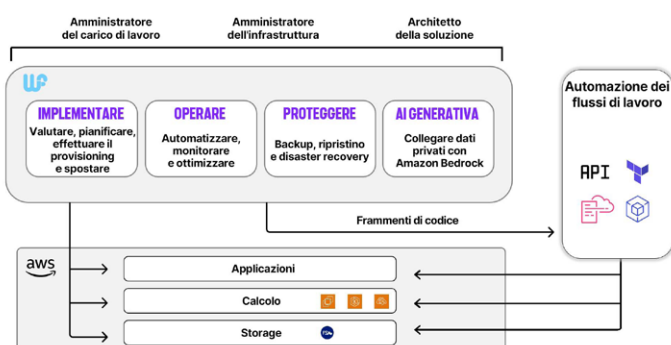 Amministratore
del carico di lavoro
Amministratore
dell'infrastruttura
Architetto
della soluzione
WF
IMPLEMENTARE
Valutare, pianificare,
effettuare il
provisioning
e spostare
OPERARE
Automatizzare,
monitorare
e ottimizzare
PROTEGGERE
Backup, ripristino
e disaster recovery
AI GENERATIVA
Collegare dati
privati con
Amazon Bedrock
Automazione dei
flussi di lavoro
API
Frammenti di codice
aws
Applicazioni
Calcolo
Storage